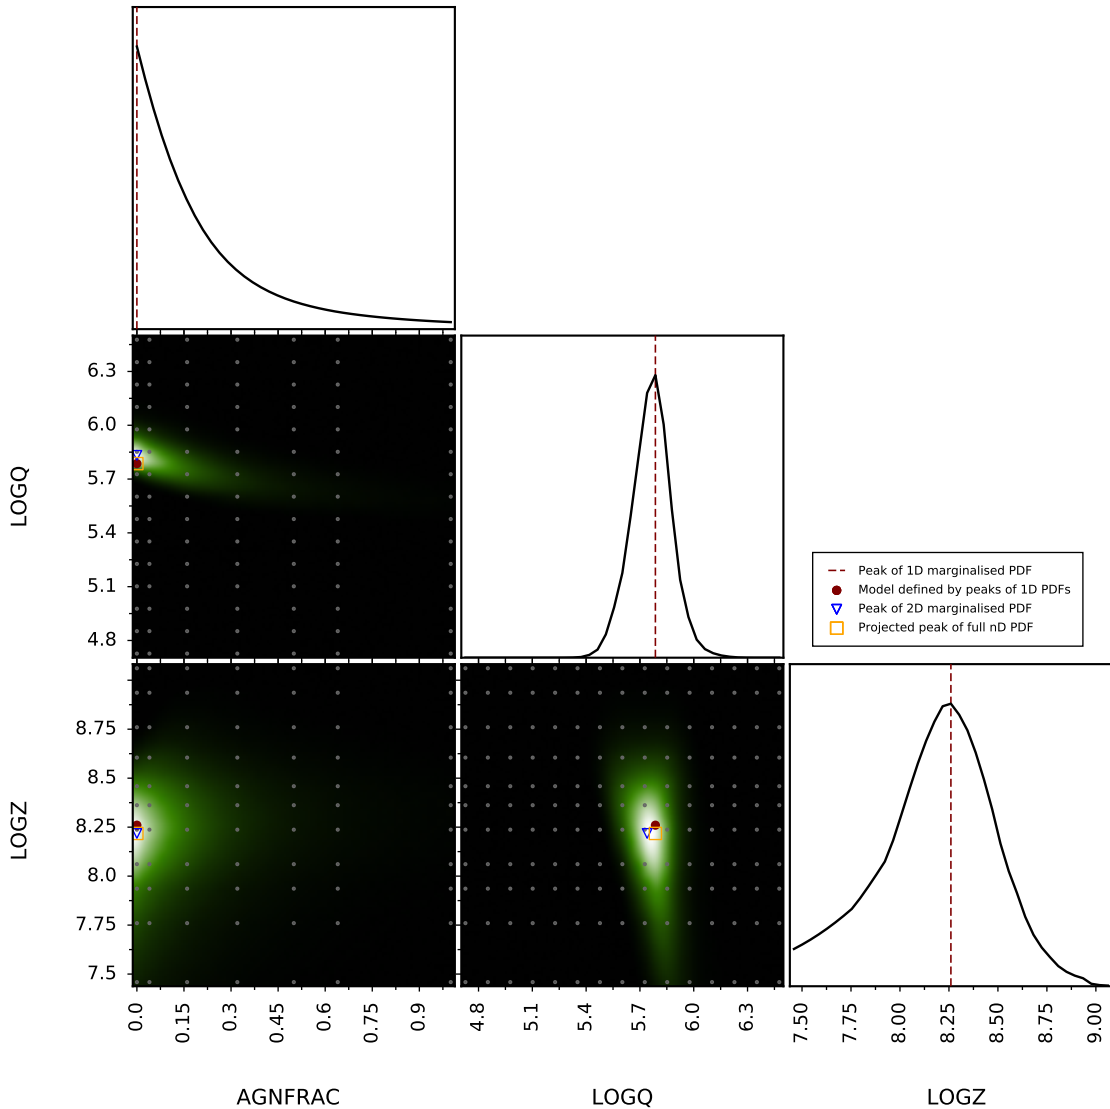 6.3
6.0
5.7
5.4
5.1
4.8
LOGQ
Peak of 1D marginalised PDF
Model defined by peaks of 1D PDFs
Peak of 2D marginalised PDF
Projected peak of full nD PDF
8.75
8.5
8.25
8.0
7.75
7.5
LOGZ
0.0 0.15 0.3 0.45 0.6 0.75 0.9
4.8 5.1 5.4 5.7 6.0 6.3
7.50 7.75 8.00 8.25 8.50 8.75 9.00
AGNFRAC
LOGQ
LOGZ